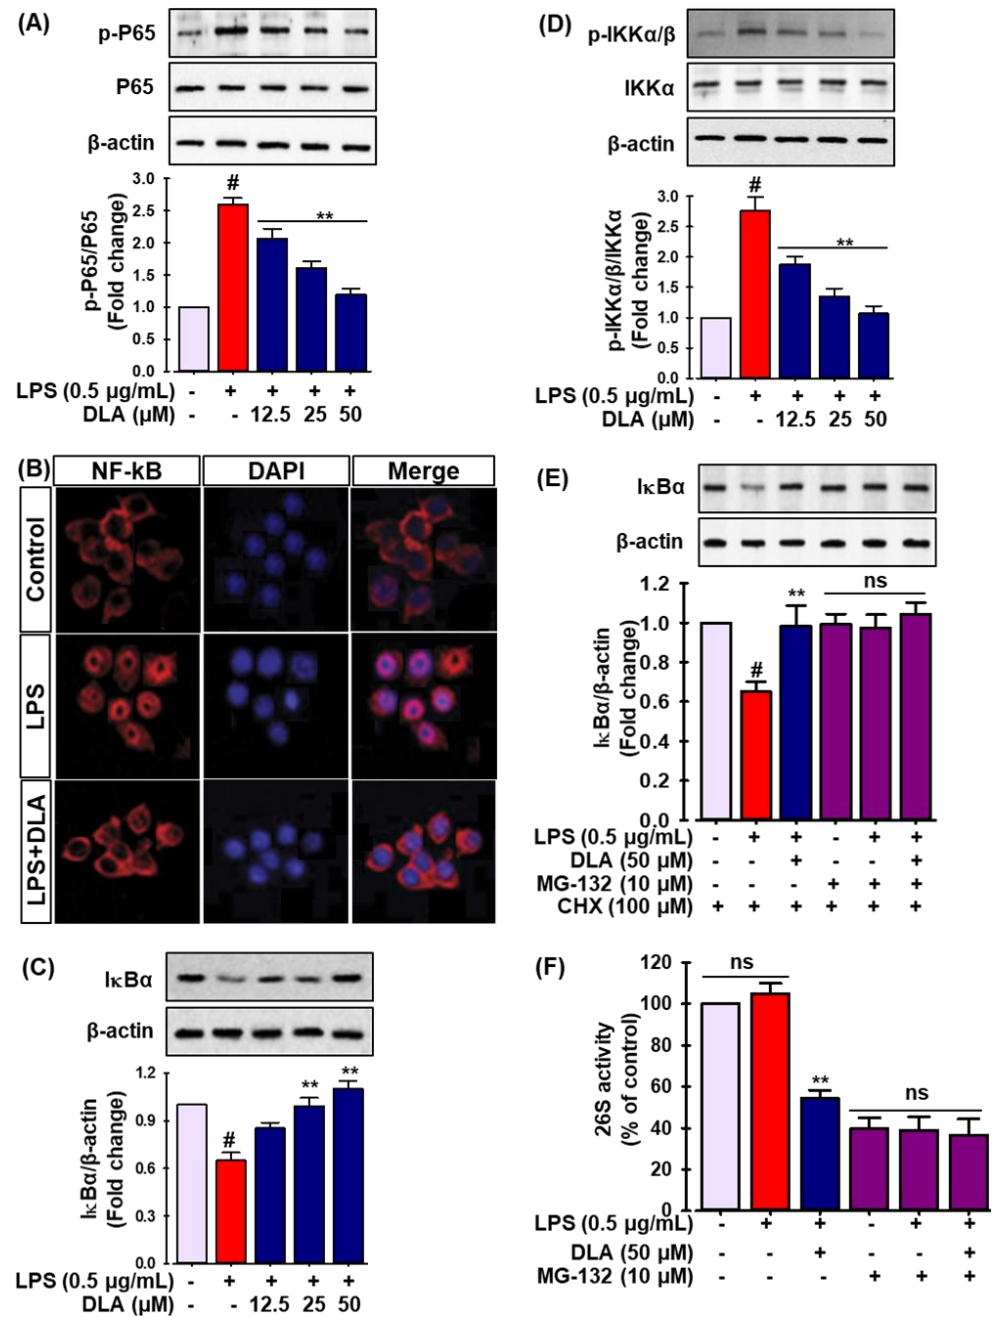 (A)
p-P65
P65
β-actin
p-P65/P65
(Fold change)
3.0
2.5
2.0
1.5
1.0
0.5
0.0
#
**
LPS (0.5 µg/mL) - + + + +
DLA (µM) - - 12.5 25 50
(D)
p-IKKα/β
IKKα
β-actin
p-IKKα/β/IKKα
(Fold change)
3.0
2.5
2.0
1.5
1.0
0.5
0.0
#
**
LPS (0.5 µg/mL) - + + + +
DLA (µM) - - 12.5 25 50
(B)
NF-kB DAPI Merge
Control
LPS
LPS+DLA
(E)
IκBα
β-actin
IκBα/β-actin
(Fold change)
1.2
1.0
0.8
0.6
0.4
0.2
0.0
#
**
ns
LPS (0.5 µg/mL) - + + - + +
DLA (50 µM) - - + - - +
MG-132 (10 µM) - - - + + +
CHX (100 µM) + + + + + +
(C)
IκBα
β-actin
IκBα/β-actin
(Fold change)
1.2
0.9
0.6
0.3
0.0
#
**
**
LPS (0.5 µg/mL) - + + + +
DLA (µM) - - 12.5 25 50
(F)
26S activity
(% of control)
120
100
80
60
40
20
0
ns
**
ns
LPS (0.5 µg/mL) - + + - + +
DLA (50 µM) - - + - - +
MG-132 (10 µM) - - - + + +